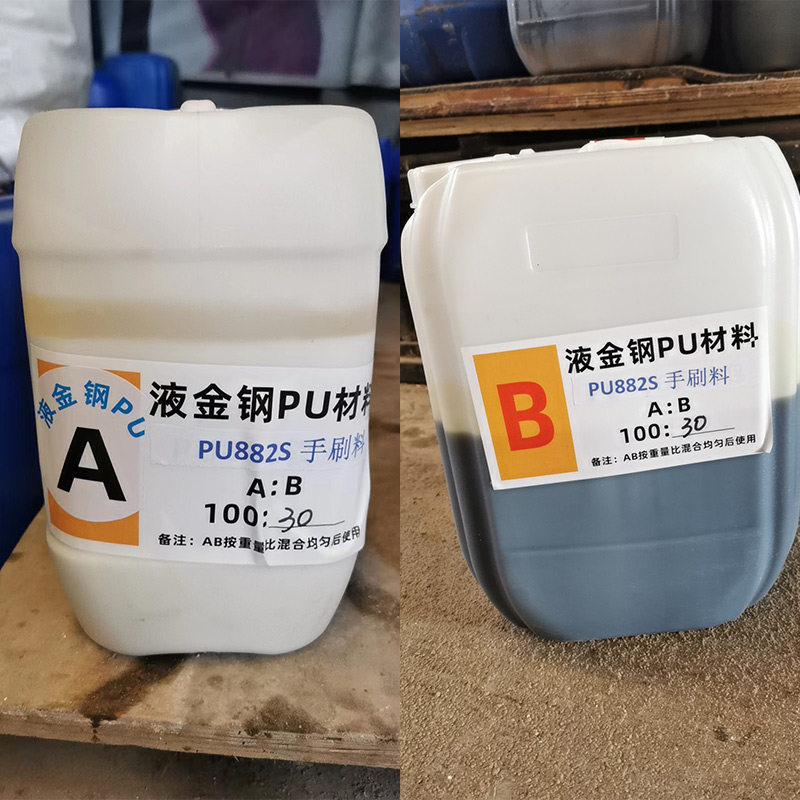 液金钢PU
A
液金钢PU材料
PU882S 手刷料
A:B
100:30
备注：AB按重量比混合均匀后使用
B
液金钢PU材料
PU882S 手刷料
A:B
100:30
备注：AB按重量比混合均匀后使用